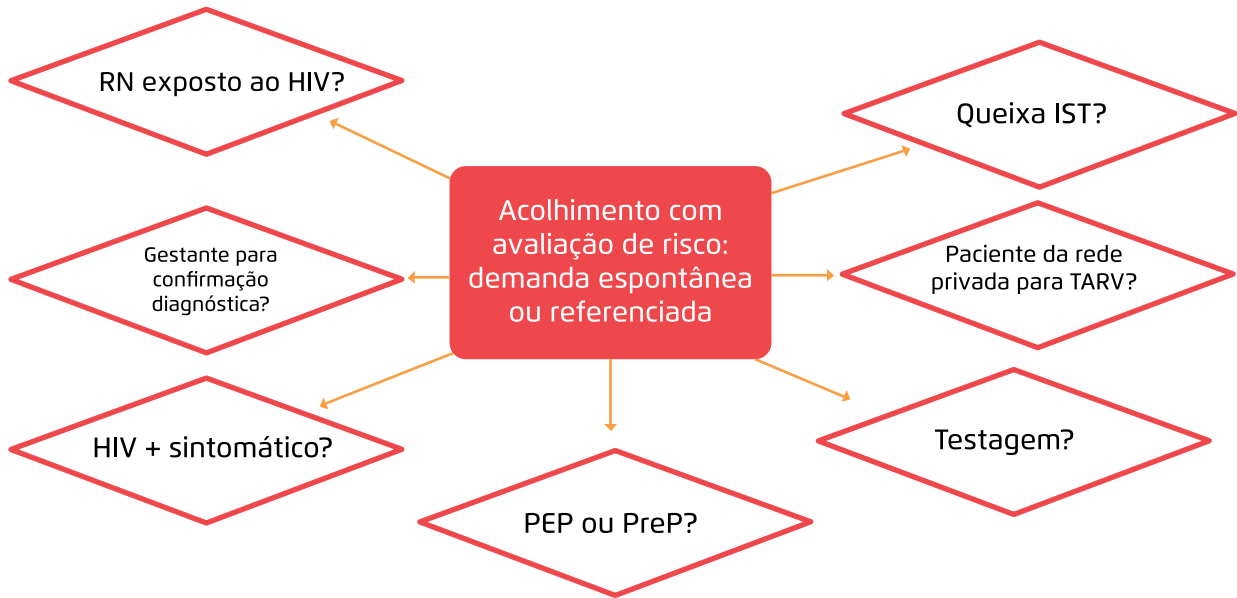 RN exposto ao HIV?
Queixa IST?
Acolhimento com
avaliação de risco:
demanda espontânea
ou referenciada
Gestante para
confirmação
diagnóstica?
Paciente da rede
privada para TARV?
HIV + sintomático?
Testagem?
PEP ou PreP?